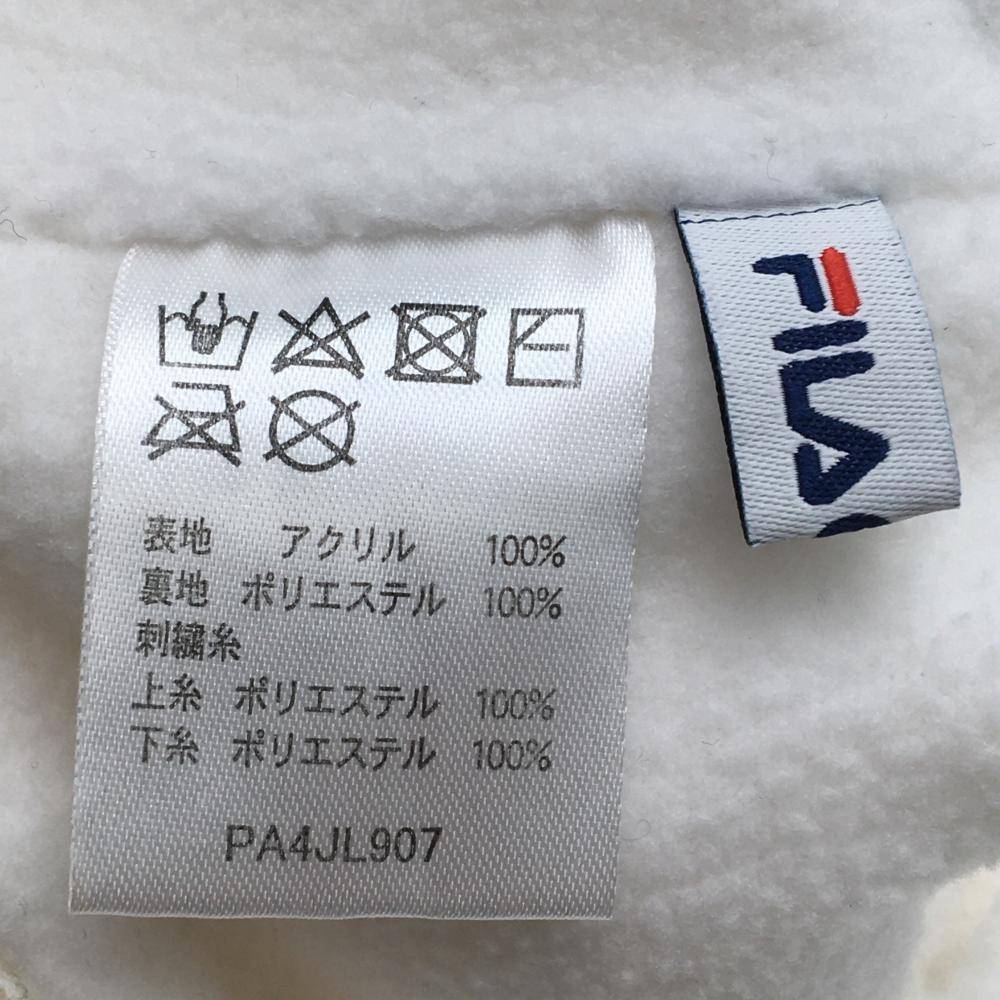 表地 アクリル 100%
裏地 ポリエステル 100%
刺繍糸
上糸 ポリエステル 100%
下糸 ポリエステル 100%
PA4JL907
FILA